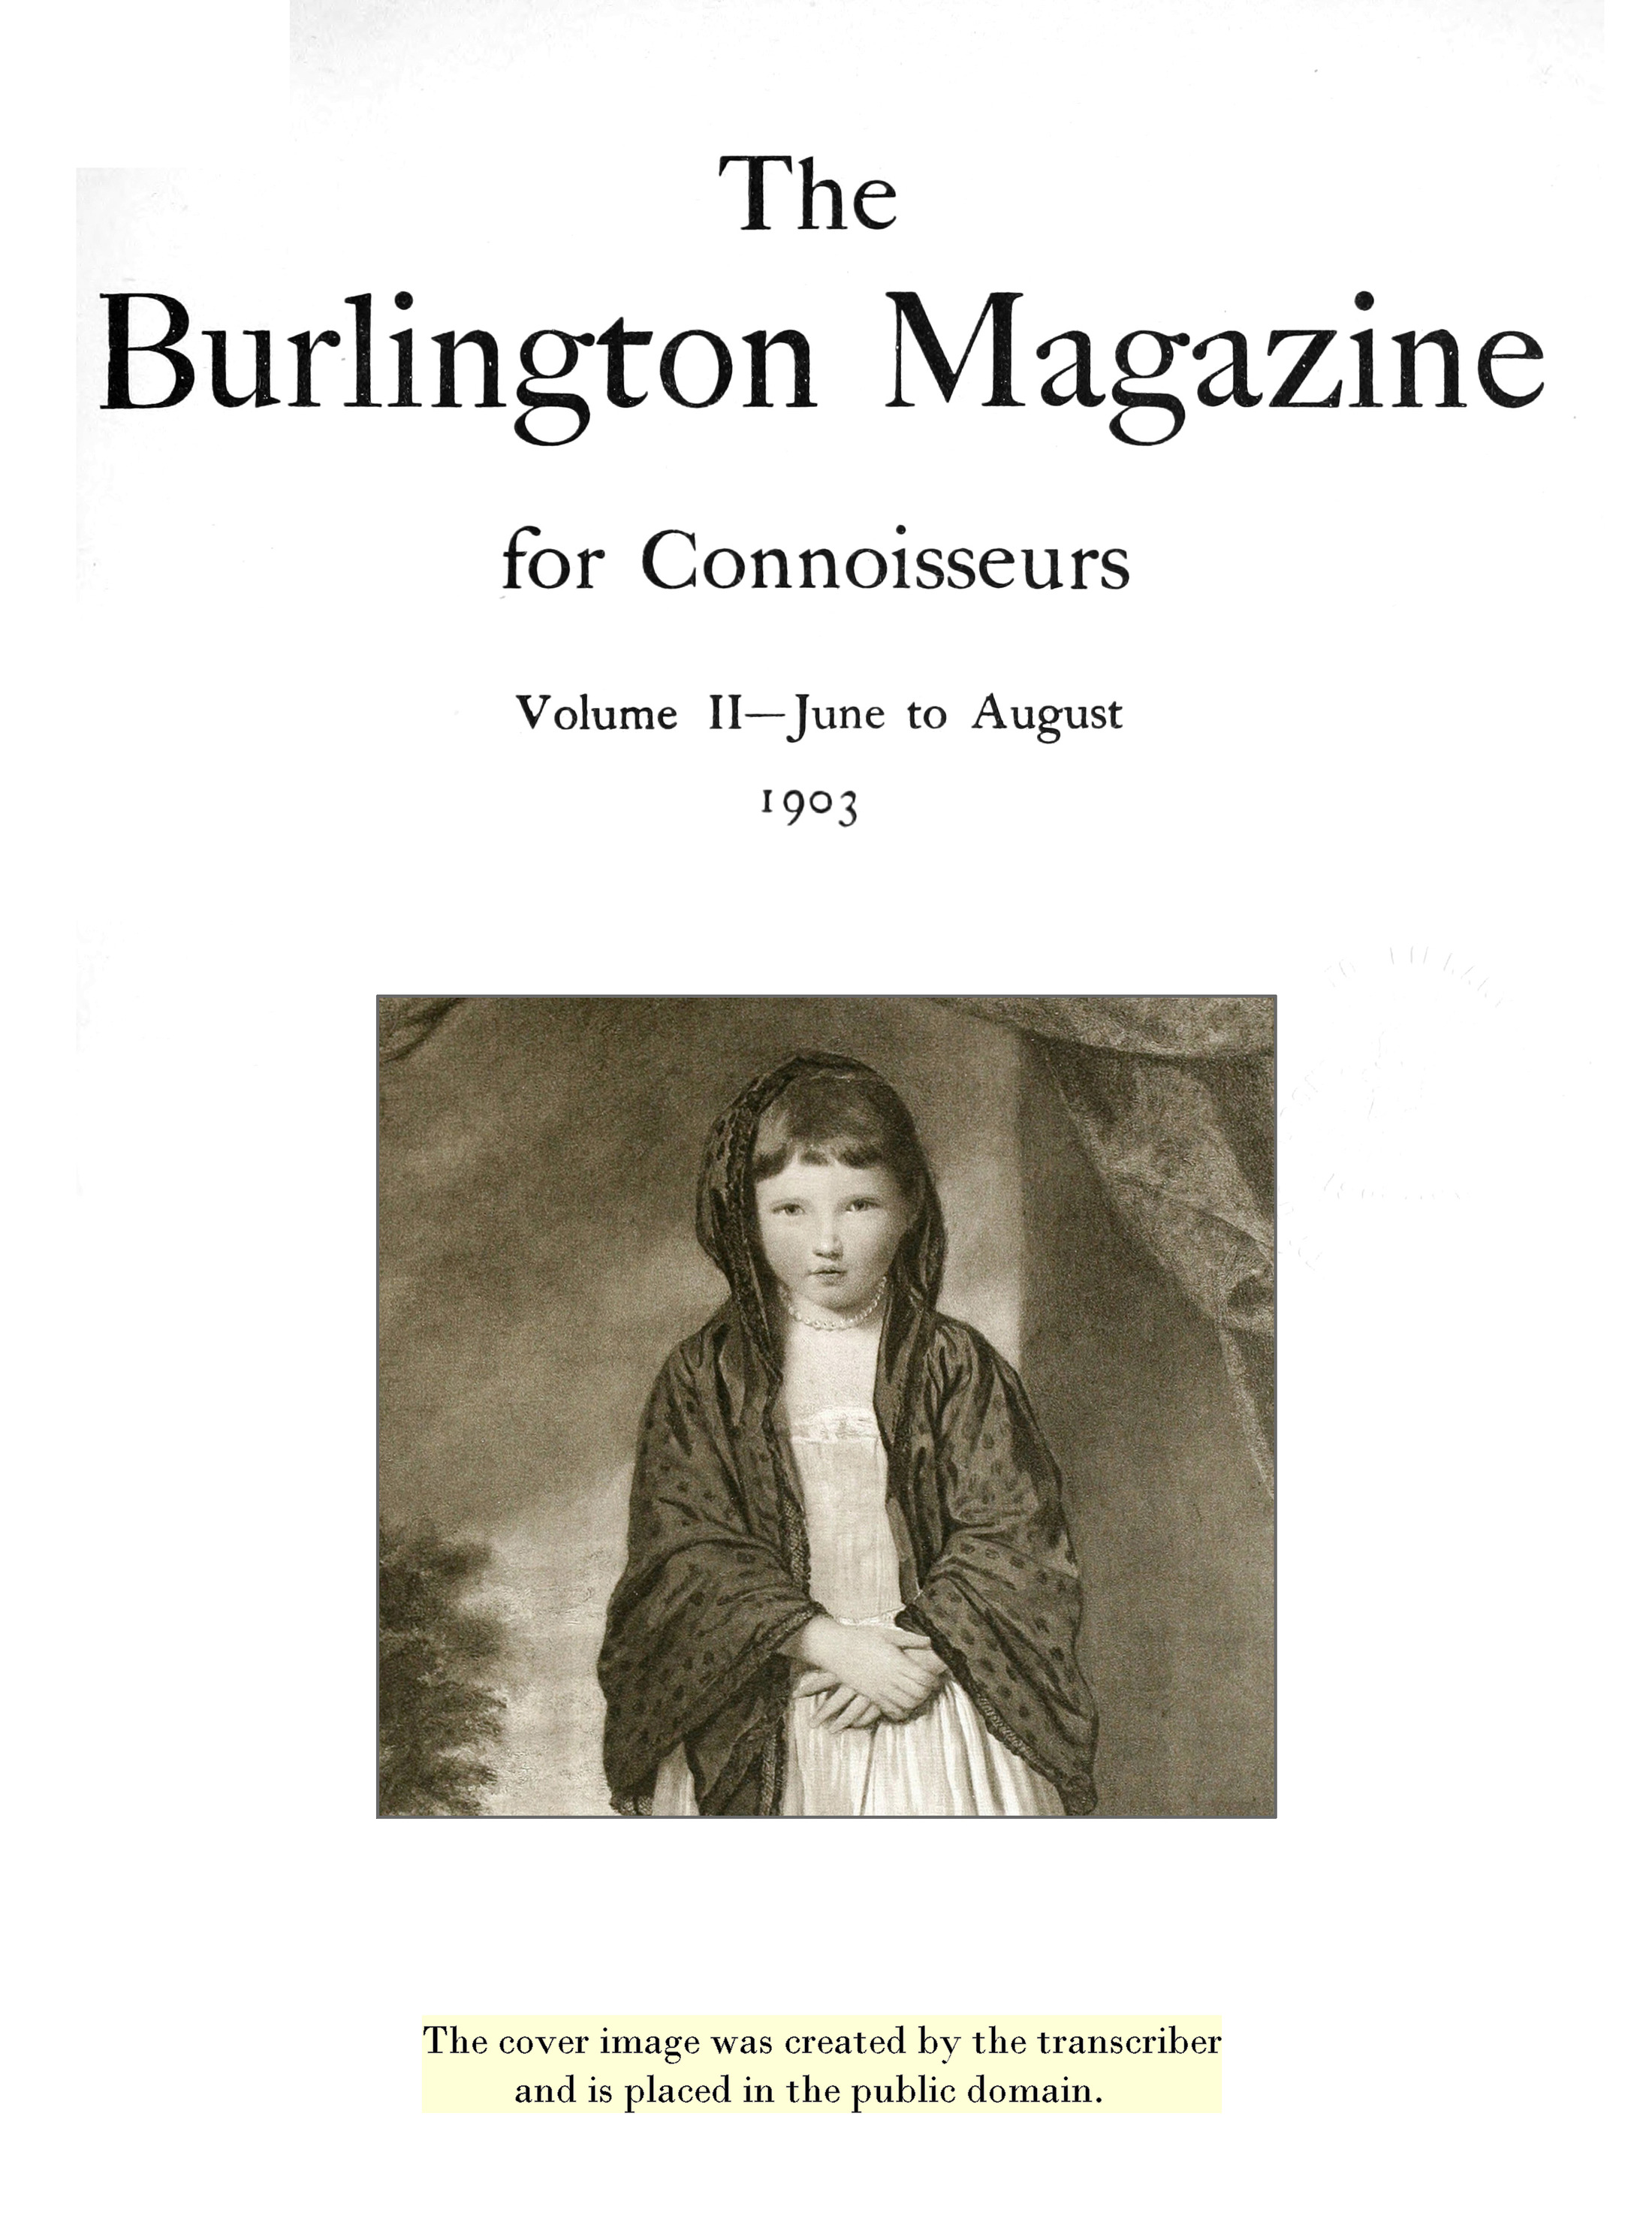 The
Burlington Magazine
for Connoisseurs
Volume II—June to August
1903
The cover image was created by the transcriber
and is placed in the public domain.